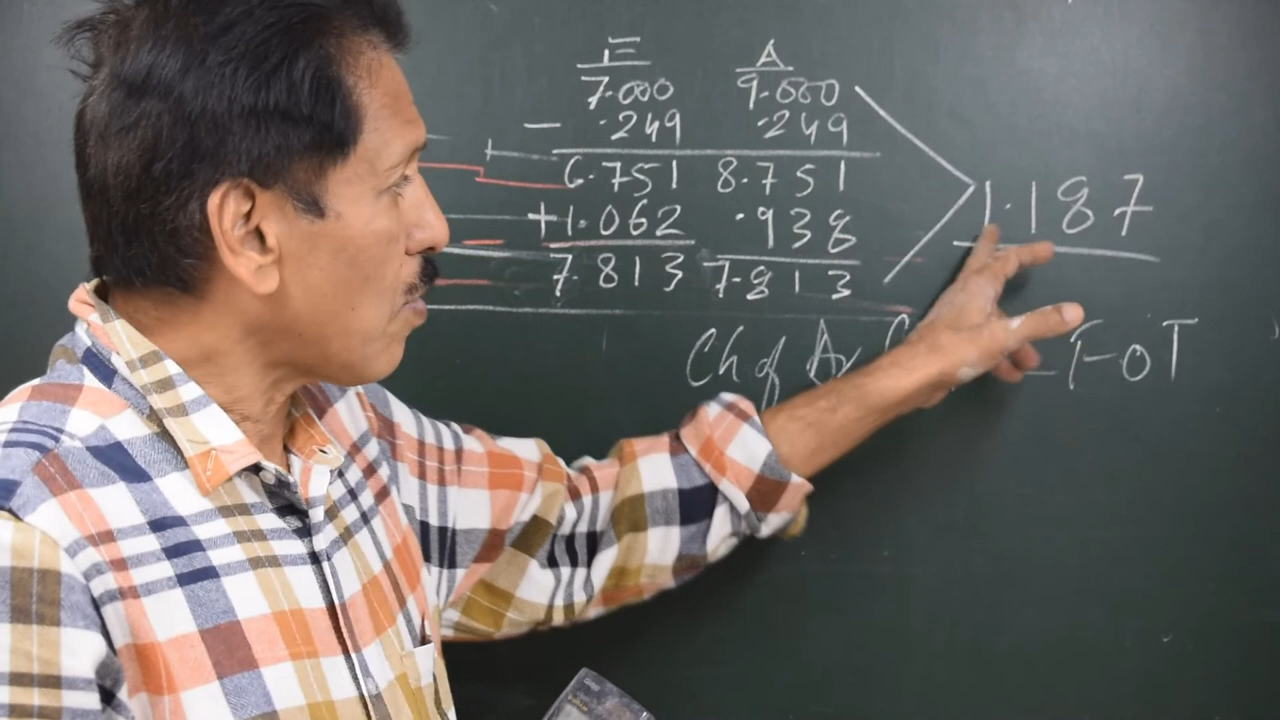 E A
7.000 9.000
- .249 .249
6.751 8.751
+1.062 .938
7.813 7.813
1.187
Ch of Av
FOT